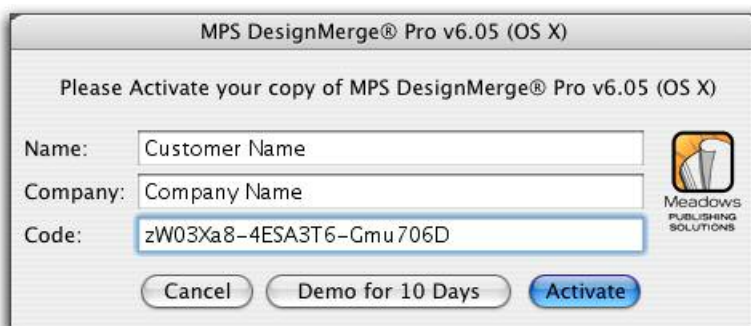 MPS DesignMerge® Pro v6.05 (OS X)
Please Activate your copy of MPS DesignMerge® Pro v6.05 (OS X)
Name: Customer Name
Company: Company Name
Code: zW03Xa8-4ESA3T6-Gmu706D
Meadows
PUBLISHING
SOLUTIONS
Cancel Demo for 10 Days Activate